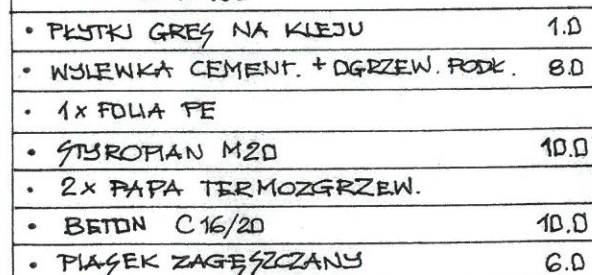 • PŁYTKI GRES NA KLEJU 1.0
• WYLEWKA CEMENT. + OGRZEW. PODŁ. 8.0
• 1x FOLIA PE
• STYROPIAN M20 10.0
• 2x PAPA TERMOZGRZEW.
• BETON C16/20 10.0
• PIASEK ZAGĘSZCZANY 6.0